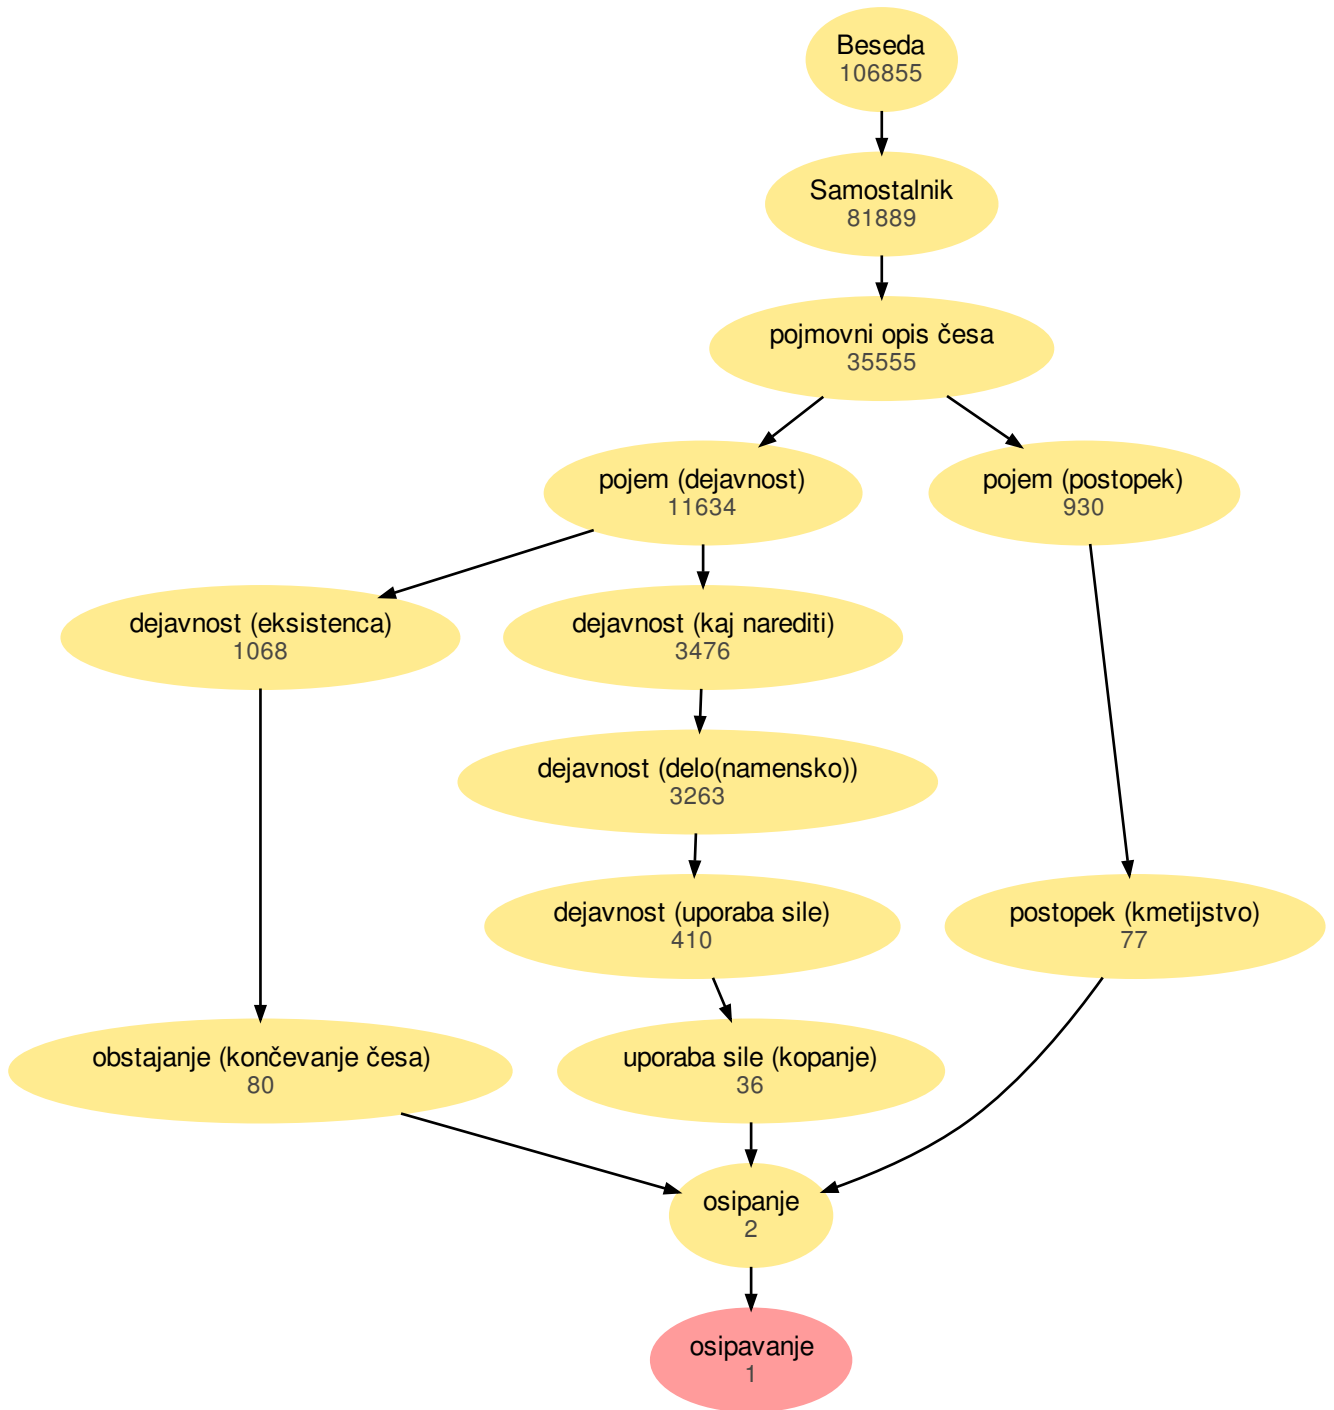 Beseda
106855
Samostalnik
81889
pojmovni opis česa
35555
pojem (dejavnost)
11634
pojem (postopek)
930
dejavnost (eksistenca)
1068
dejavnost (kaj narediti)
3476
dejavnost (delo(namensko))
3263
dejavnost (uporaba sile)
410
postopek (kmetijstvo)
77
obstajanje (končevanje česa)
80
uporaba sile (kopanje)
36
osipanje
2
osipavanje
1